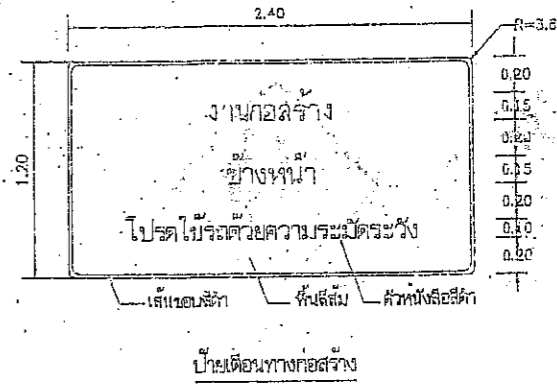 2.40
R=3.8
1.20
0.20
0.15
0.20
0.15
0.20
0.10
0.20
งานก่อสร้าง
ข้างหน้า
โปรดใช้รถด้วยความระมัดระวัง
เส้นขอบสีดำ
พื้นสีส้ม
ตัวหนังสือสีดำ
ป้ายเตือนทางก่อสร้าง